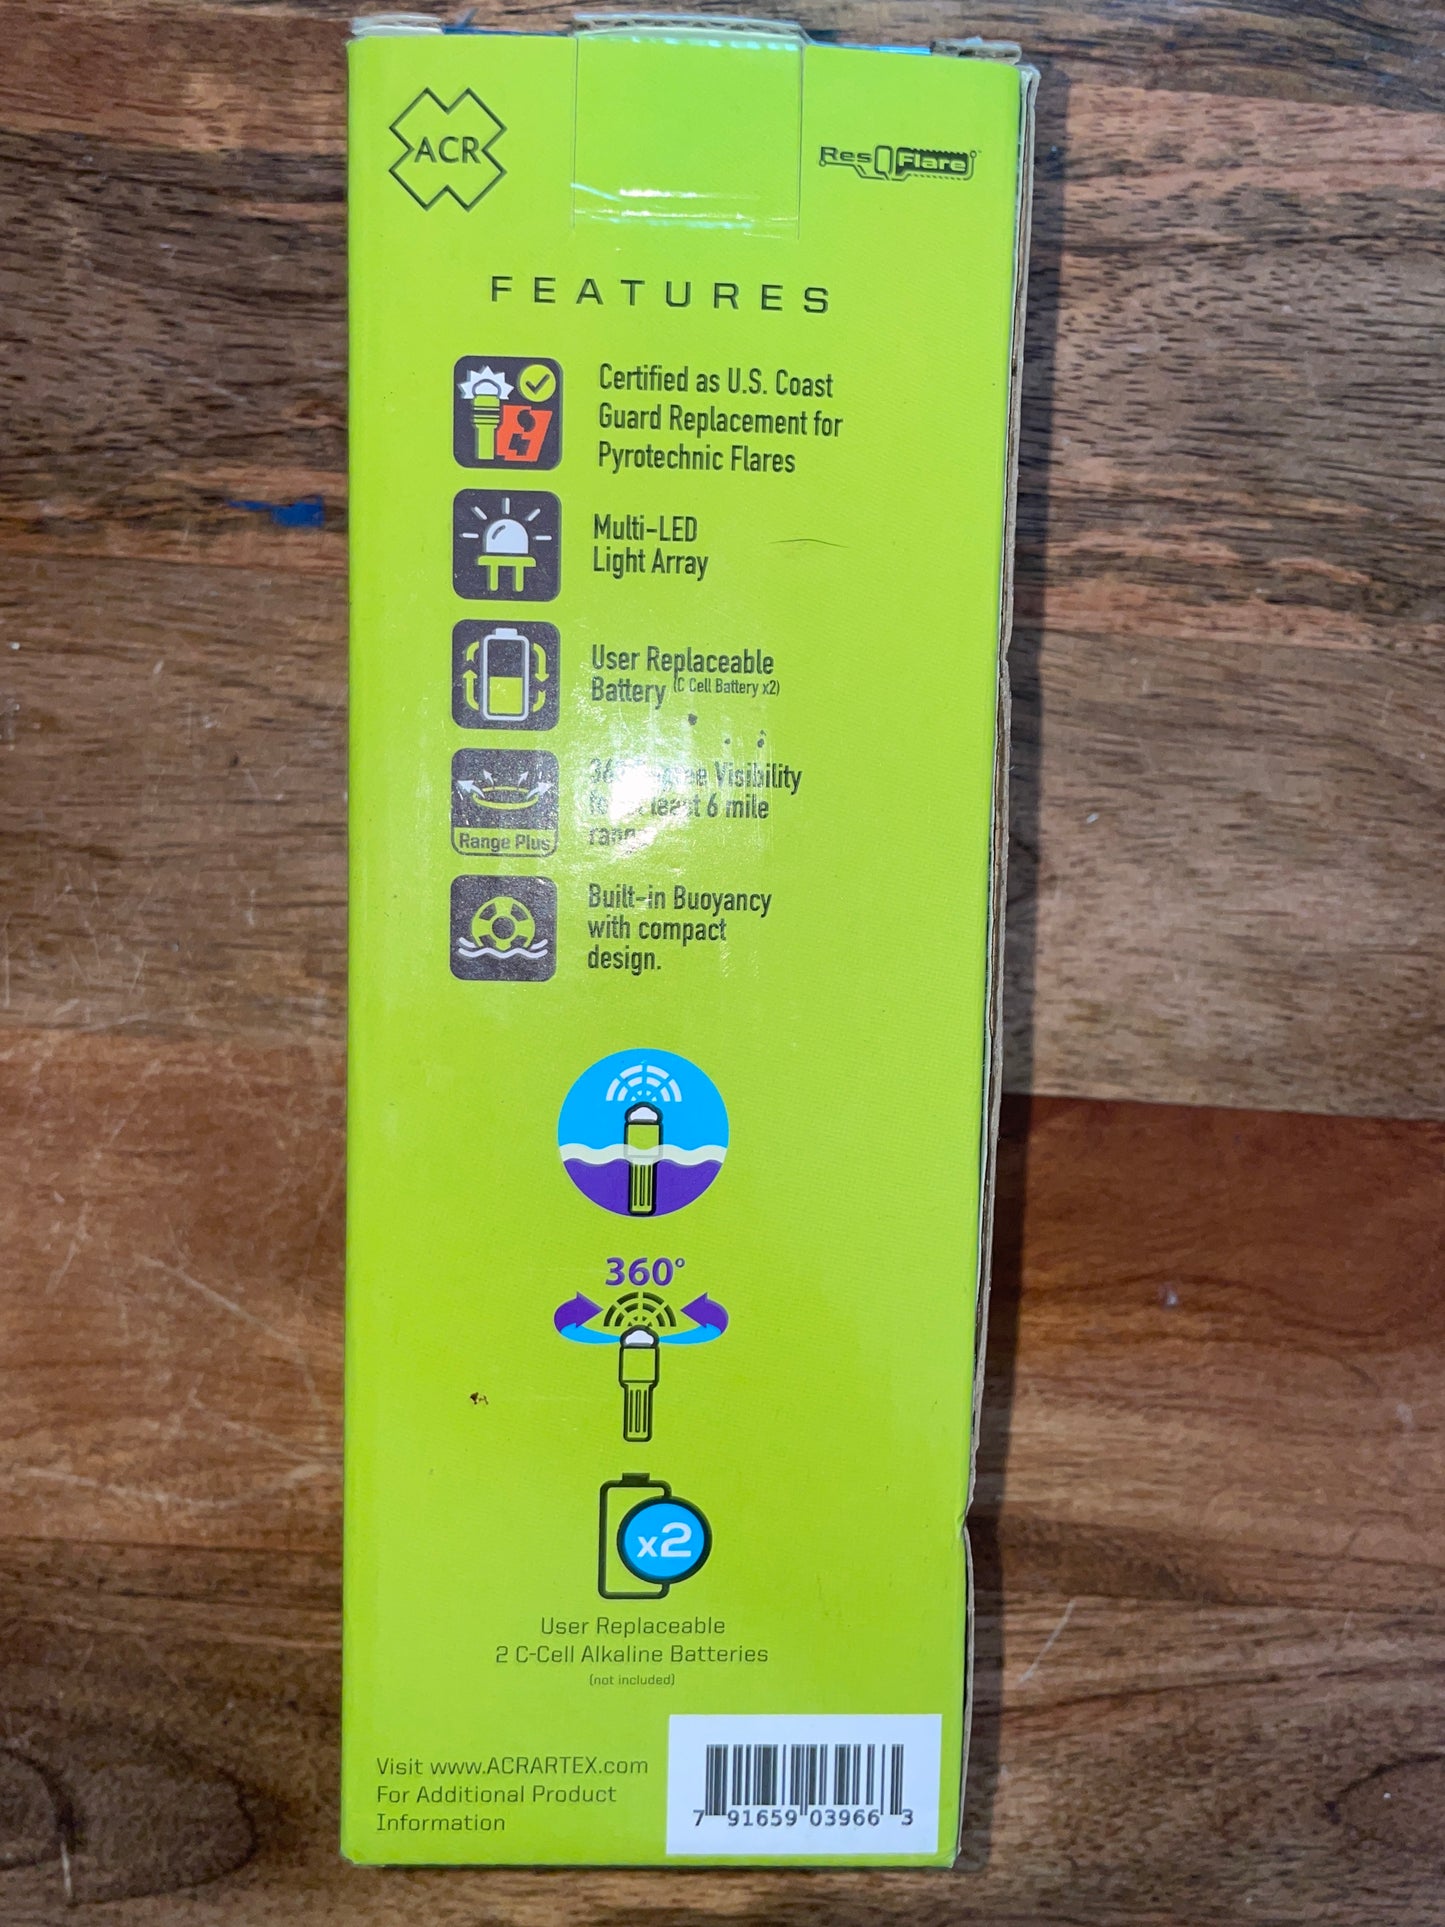 ACR
ResQFlare™
FEATURES
Certified as U.S. Coast
Guard Replacement for
Pyrotechnic Flares
Multi-LED
Light Array
User Replaceable
Battery (C Cell Battery x2)
Range Plus
Visibility
least 6 mile
Built-in Buoyancy
with compact
design.
360°
x2
User Replaceable
2 C-Cell Alkaline Batteries
(not included)
Visit www.ACRARTEX.com
For Additional Product
Information
7 91659 03966 3